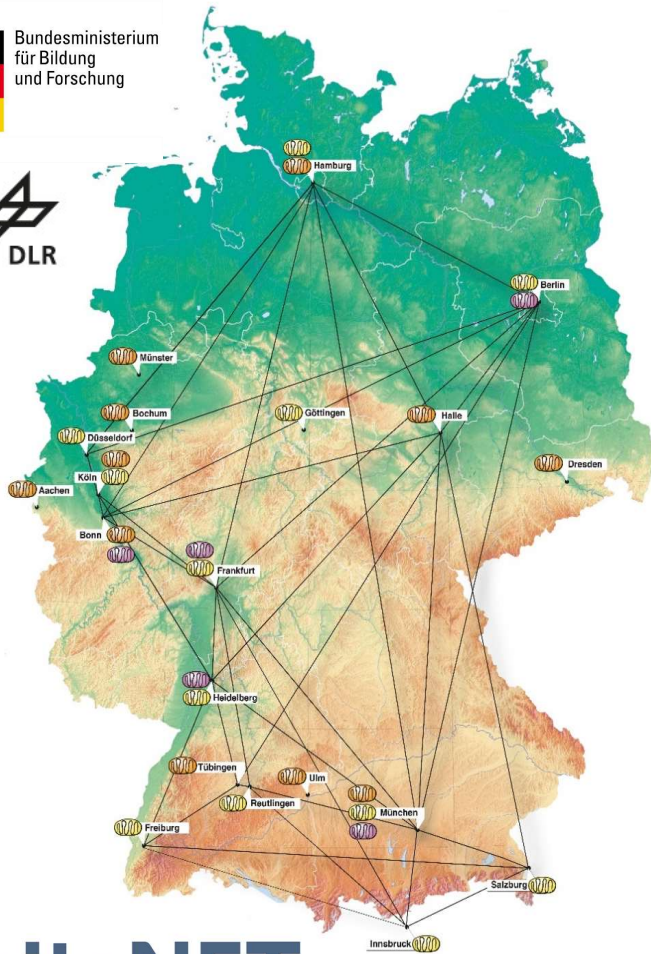 Bundesministerium
für Bildung
und Forschung
DLR
Hamburg
Berlin
Münster
Bochum
Göttingen
Halle
Düsseldorf
Dresden
Köln
Aachen
Bonn
Frankfurt
Heidelberg
Tübingen
Ulm
Reutlingen
München
Freiburg
Salzburg
Innsbruck